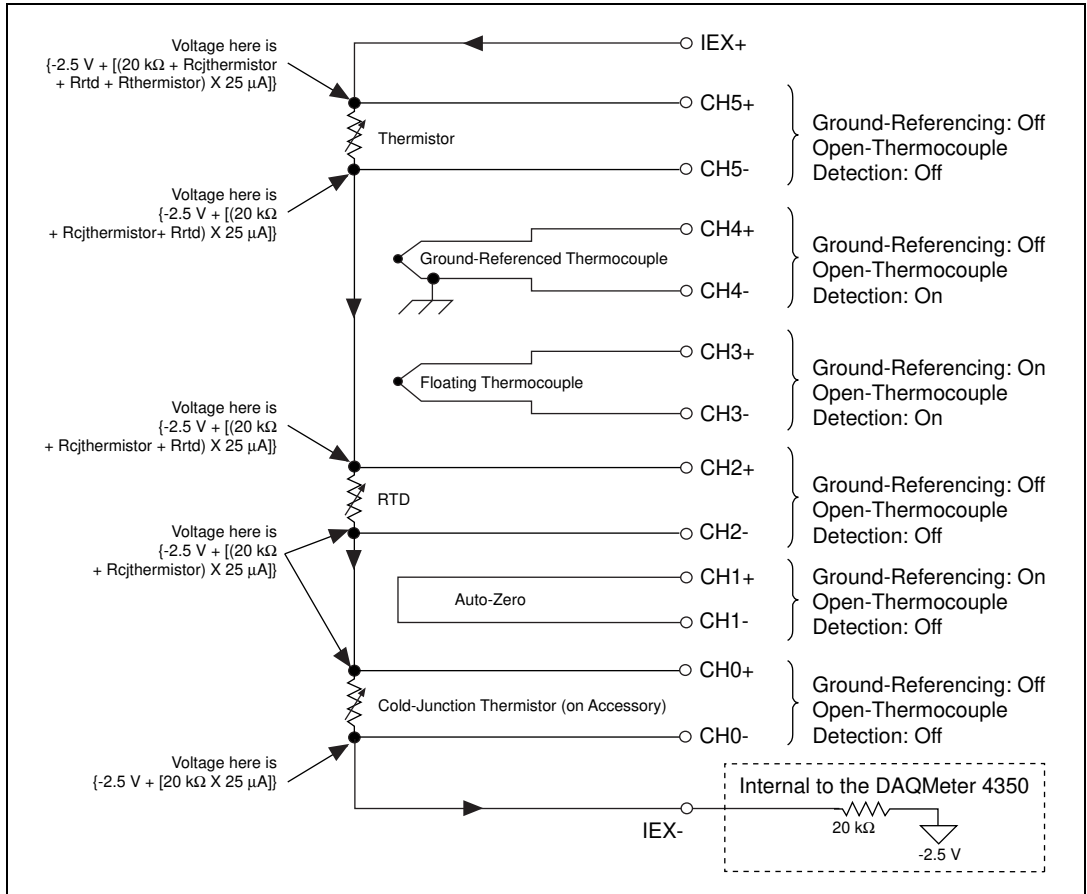 Voltage here is
{-2.5 V + [(20 kΩ + Rcjthermistor
+ Rrtd + Rthermistor) X 25 µA]}
IEX+
CH5+
Thermistor
CH5-
Ground-Referencing: Off
Open-Thermocouple
Detection: Off
Voltage here is
{-2.5 V + [(20 kΩ
+ Rcjthermistor+ Rrtd) X 25 µA]}
CH4+
Ground-Referenced Thermocouple
CH4-
Ground-Referencing: Off
Open-Thermocouple
Detection: On
CH3+
Floating Thermocouple
CH3-
Ground-Referencing: On
Open-Thermocouple
Detection: On
Voltage here is
{-2.5 V + [(20 kΩ
+ Rcjthermistor + Rrtd) X 25 µA]}
CH2+
RTD
CH2-
Ground-Referencing: Off
Open-Thermocouple
Detection: Off
Voltage here is
{-2.5 V + [(20 kΩ
+ Rcjthermistor) X 25 µA]}
CH1+
Auto-Zero
CH1-
Ground-Referencing: On
Open-Thermocouple
Detection: Off
CH0+
Cold-Junction Thermistor (on Accessory)
CH0-
Ground-Referencing: Off
Open-Thermocouple
Detection: Off
Voltage here is
{-2.5 V + [20 kΩ X 25 µA]}
IEX-
Internal to the DAQMeter 4350
20 kΩ
-2.5 V